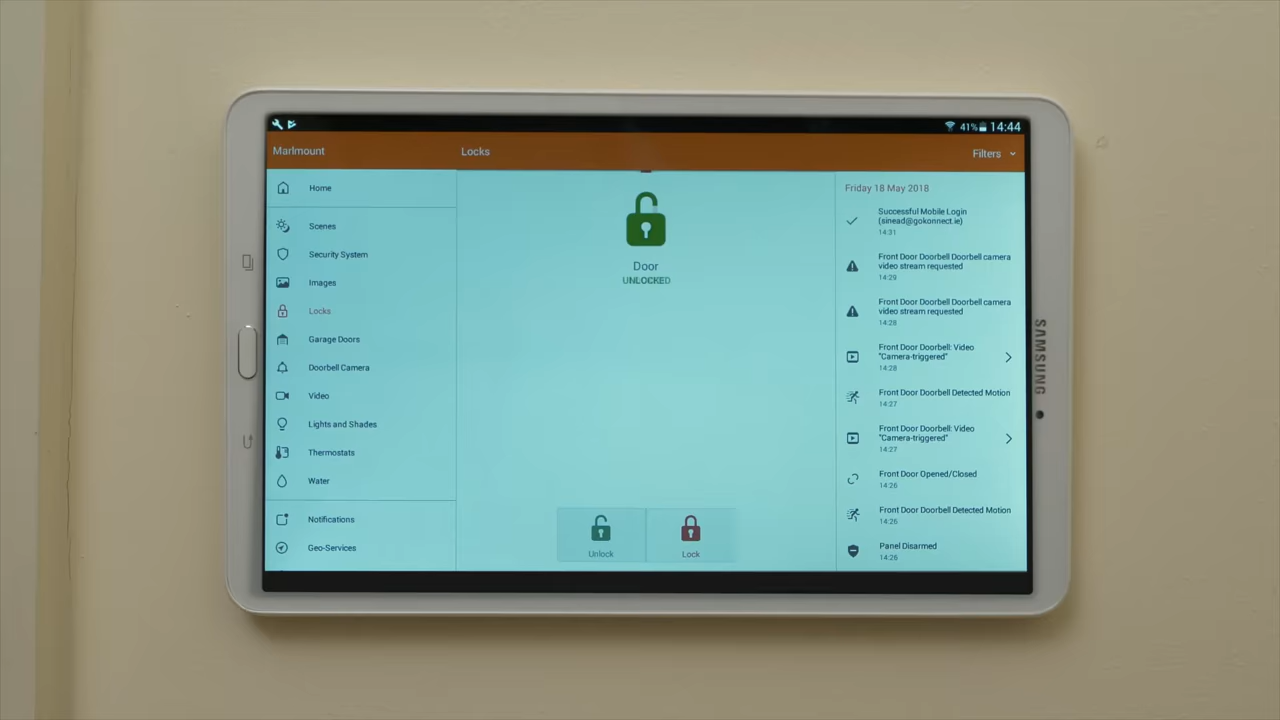 41% 14:44
Marlmount
Locks
Filters
Home
Scenes
Security System
Images
Locks
Garage Doors
Doorbell Camera
Video
Lights and Shades
Thermostats
Water
Notifications
Geo-Services
Door
UNLOCKED
Unlock
Lock
Friday 18 May 2018
Successful Mobile Login
(sinead@gokonnect.ie)
14:31
Front Door Doorbell Doorbell camera
video stream requested
14:29
Front Door Doorbell Doorbell camera
video stream requested
14:28
Front Door Doorbell: Video
"Camera-triggered"
14:28
Front Door Doorbell Detected Motion
14:27
Front Door Doorbell: Video
"Camera-triggered"
14:27
Front Door Opened/Closed
14:26
Front Door Doorbell Detected Motion
14:26
Panel Disarmed
14:26
SAMSUNG